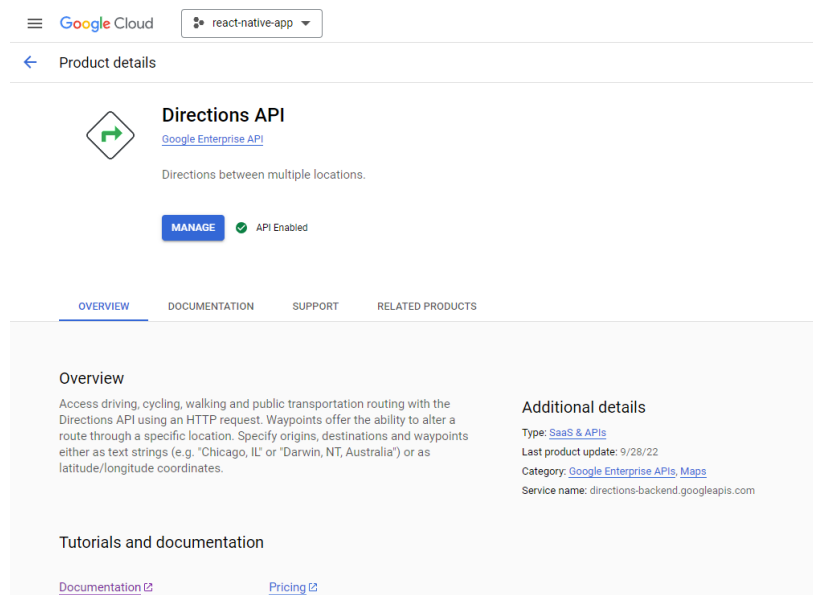 Google Cloud
react-native-app
Product details
Directions API
Google Enterprise API
Directions between multiple locations.
MANAGE
API Enabled
OVERVIEW
DOCUMENTATION
SUPPORT
RELATED PRODUCTS
Overview
Access driving, cycling, walking and public transportation routing with the
Directions API using an HTTP request. Waypoints offer the ability to alter a
route through a specific location. Specify origins, destinations and waypoints
either as text strings (e.g. "Chicago, IL" or "Darwin, NT, Australia") or as
latitude/longitude coordinates.
Additional details
Type: SaaS & APIs
Last product update: 9/28/22
Category: Google Enterprise APIs, Maps
Service name: directions-backend.googleapis.com
Tutorials and documentation
Documentation
Pricing